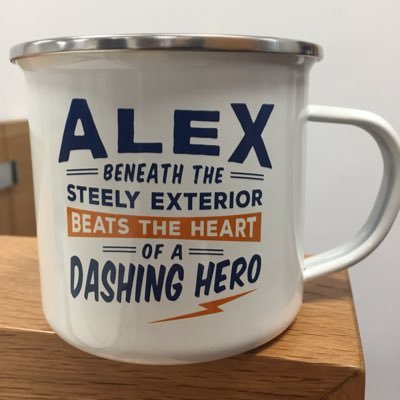 ALEX
BENEATH THE
STEELY EXTERIOR
BEATS THE HEART
OF A
DASHING HERO